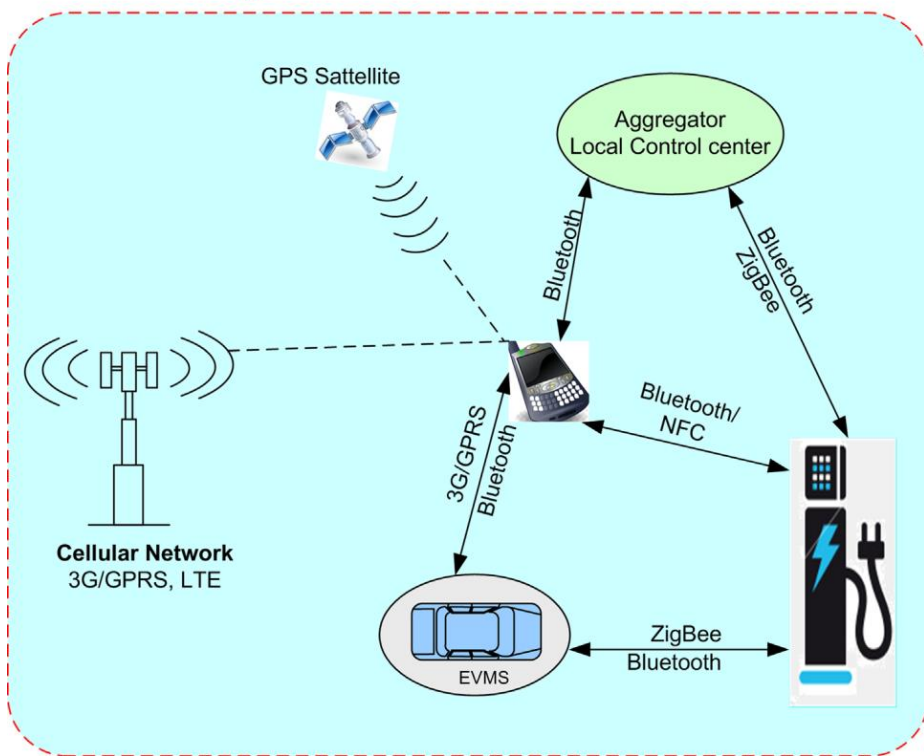 GPS Sattellite
Aggregator
Local Control center
Bluetooth
Bluetooth
ZigBee
Bluetooth/
NFC
3G/GPRS
Bluetooth
Cellular Network
3G/GPRS, LTE
ZigBee
Bluetooth
EVMS